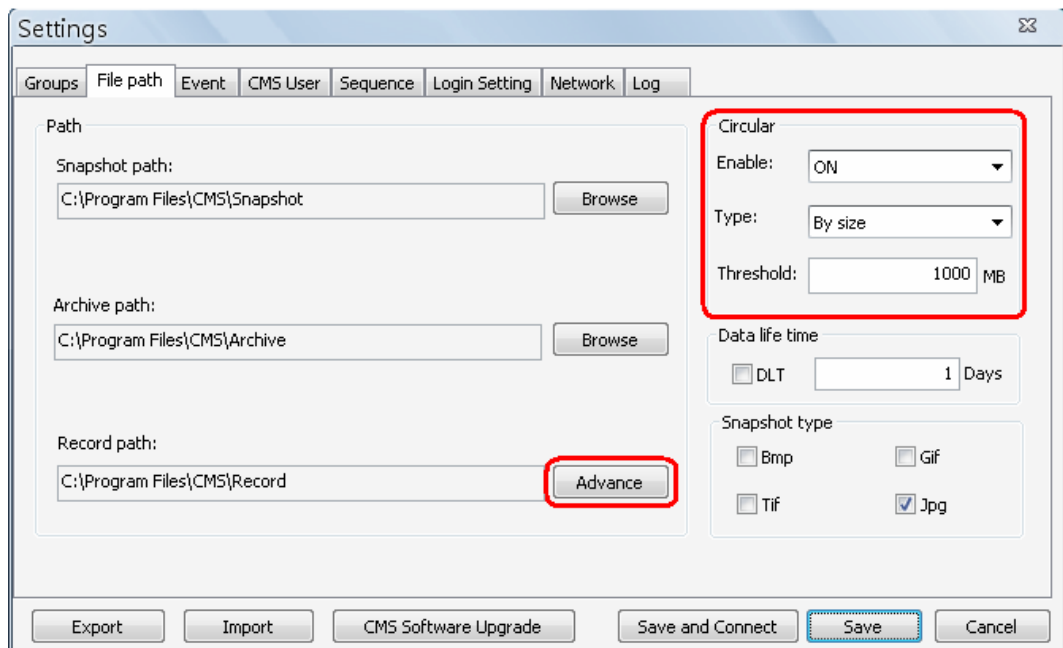 Settings
Groups File path Event CMS User Sequence Login Setting Network Log
Path
Snapshot path:
C:\Program Files\CMS\Snapshot Browse
Archive path:
C:\Program Files\CMS\Archive Browse
Record path:
C:\Program Files\CMS\Record Advance
Circular
Enable: ON
Type: By size
Threshold: 1000 MB
Data life time
DLT 1 Days
Snapshot type
Bmp Gif
Tif Jpg
Export Import CMS Software Upgrade Save and Connect Save Cancel